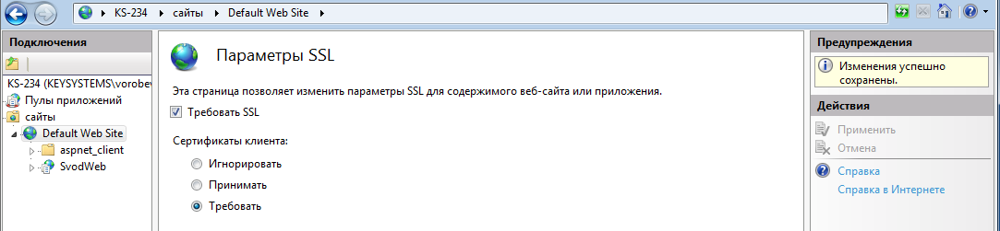 KS-234 ▸ сайты ▸ Default Web Site ▸
Подключения
KS-234 (KEYSYSTEMS\vorobev
Пулы приложений
сайты
Default Web Site
aspnet_client
SvodWeb
Параметры SSL
Эта страница позволяет изменить параметры SSL для содержимого веб-сайта или приложения.
Требовать SSL
Сертификаты клиента:
Игнорировать
Принимать
Требовать
Предупреждения
Изменения успешно
сохранены.
Действия
Применить
Отмена
Справка
Справка в Интернете